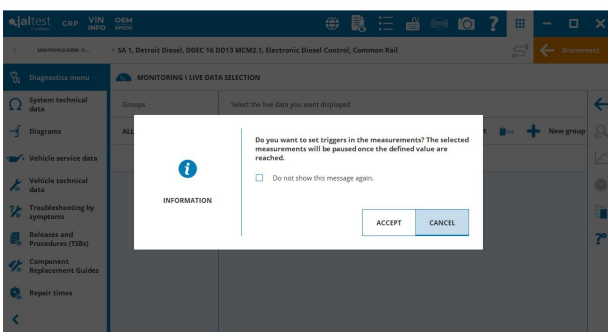 jaltest GRP VIN INFO OEM
> SA 1, Detroit Diesel, DDEC 16 DD13 MCM2.1, Electronic Diesel Control, Common Rail
Disconnect
Diagnostics menu
MONITORING \ LIVE DATA SELECTION
System technical data
Groups
Select the live data you want displayed
Diagrams
ALL
New group
Vehicle service data
Vehicle technical data
Troubleshooting by symptoms
Releases and Procedures (TSBs)
Component Replacement Guides
Repair times
INFORMATION
Do you want to set triggers in the measurements? The selected
measurements will be paused once the defined value are
reached.
Do not show this message again.
ACCEPT CANCEL